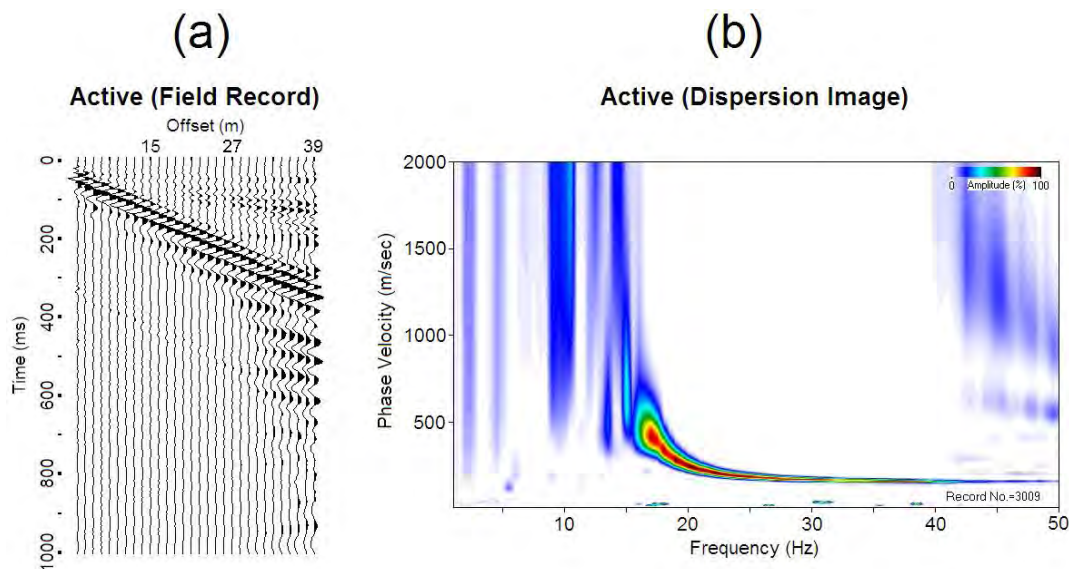 (a)
Active (Field Record)
Offset (m)
15 27 39
0
200
400
600
800
1000
Time (ms)
(b)
Active (Dispersion Image)
2000
1500
1000
500
Phase Velocity (m/sec)
0 Amplitude (%) 100
Record No.=3009
10 20 30 40 50
Frequency (Hz)